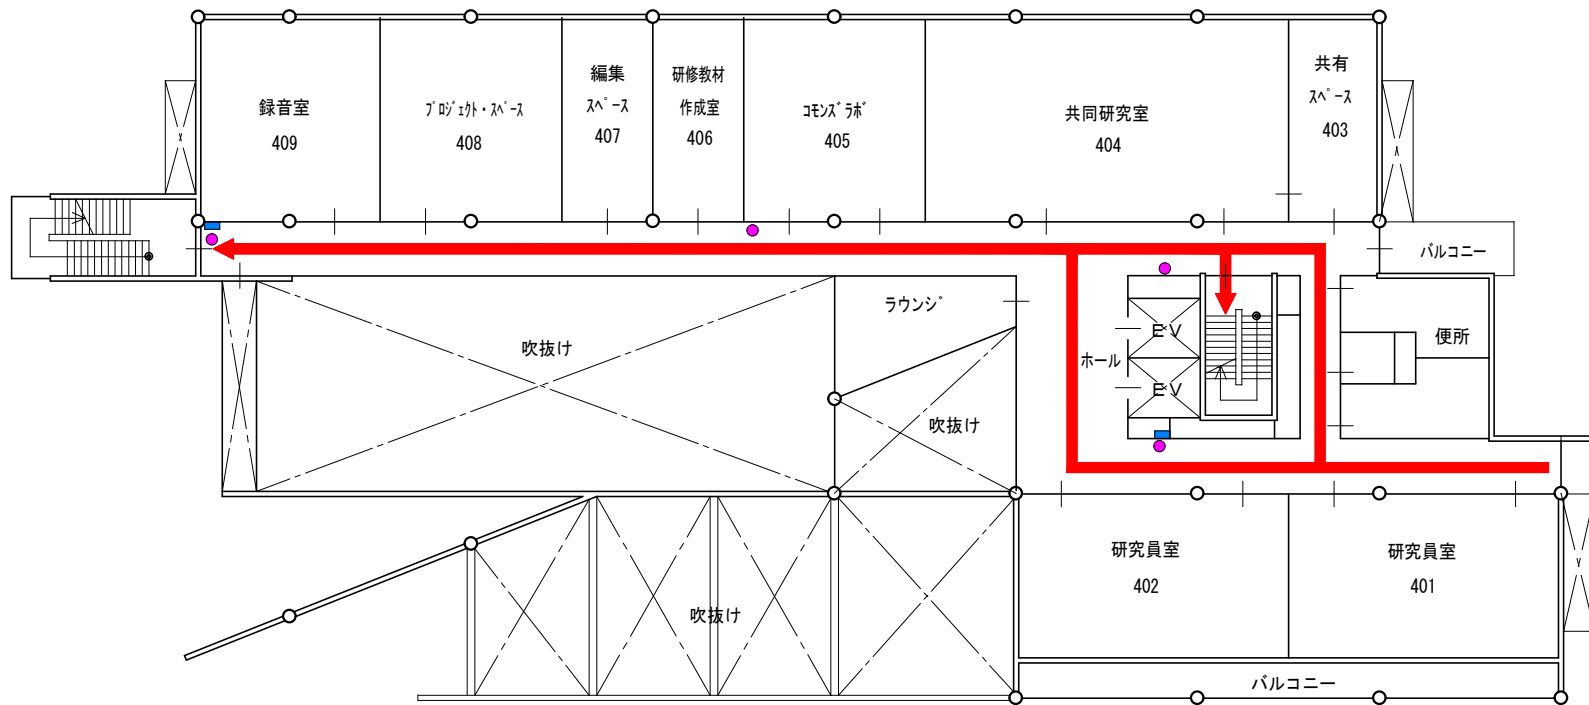 録音室
409
プロジェクト・スペース
408
編集
スペース
407
研修教材
作成室
406
コモンズラボ
405
共同研究室
404
共有
スペース
403
バルコニー
ラウンジ
吹抜け
ホール
EV
EV
便所
吹抜け
吹抜け
研究員室
402
研究員室
401
バルコニー